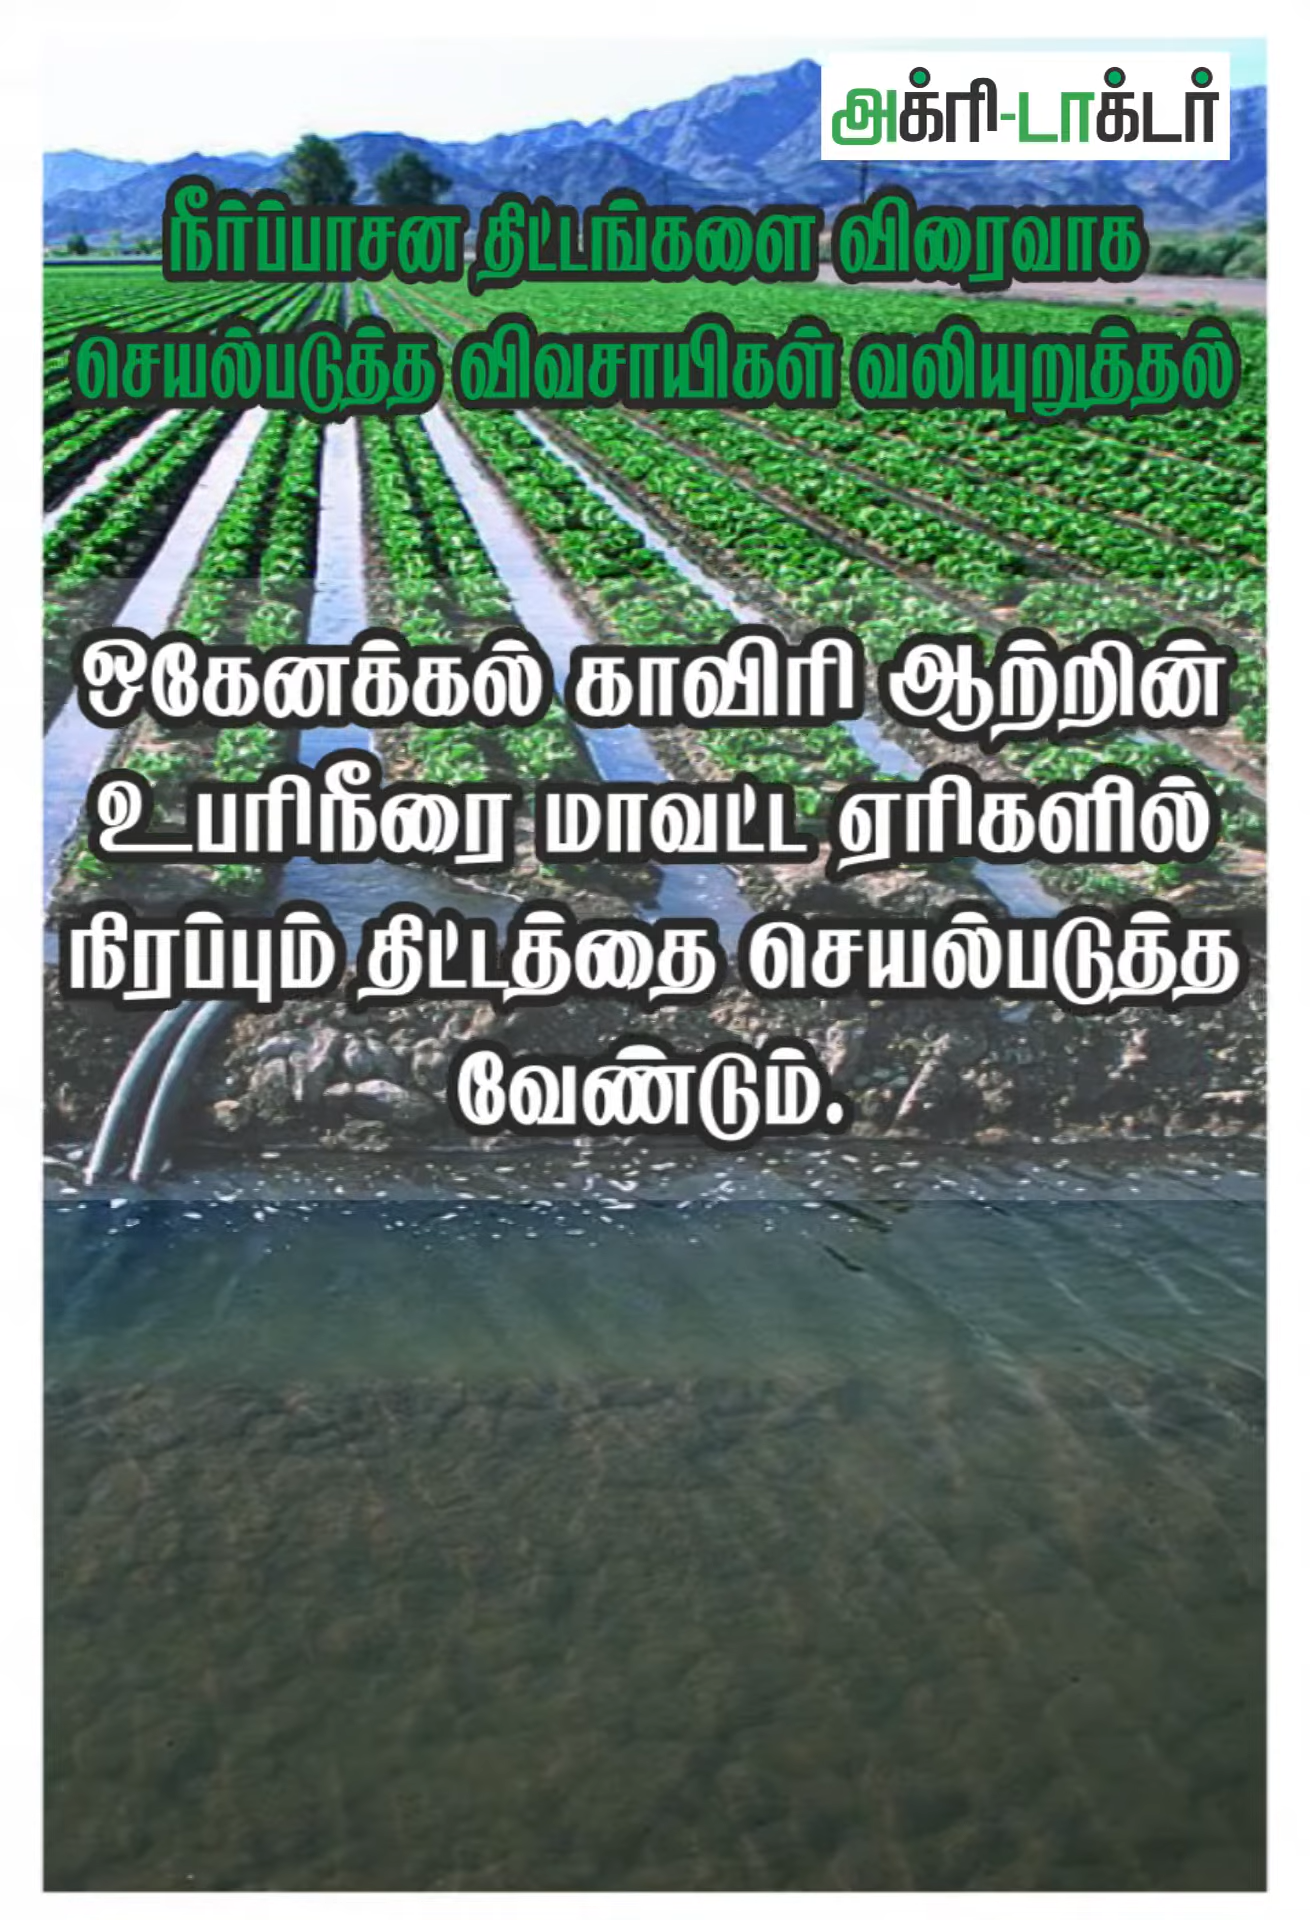 அக்ரி-டாக்டர்
நீர்ப்பாசன திட்டங்களை விரைவாக
செயல்படுத்த விவசாயிகள் வலியுறுத்தல்
ஒகேனக்கல் காவிரி ஆற்றின்
உபரிநீரை மாவட்ட ஏரிகளில்
நிரப்பும் திட்டத்தை செயல்படுத்த
வேண்டும்.